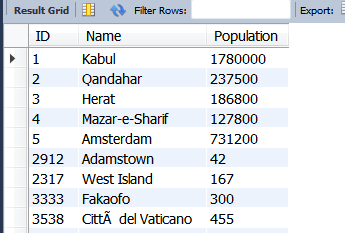 Result Grid Filter Rows: Export:
ID Name Population
1 Kabul 1780000
2 Qandahar 237500
3 Herat 186800
4 Mazar-e-Sharif 127800
5 Amsterdam 731200
2912 Adamstown 42
2317 West Island 167
3333 Fakaofo 300
3538 CittÃ  del Vaticano 455